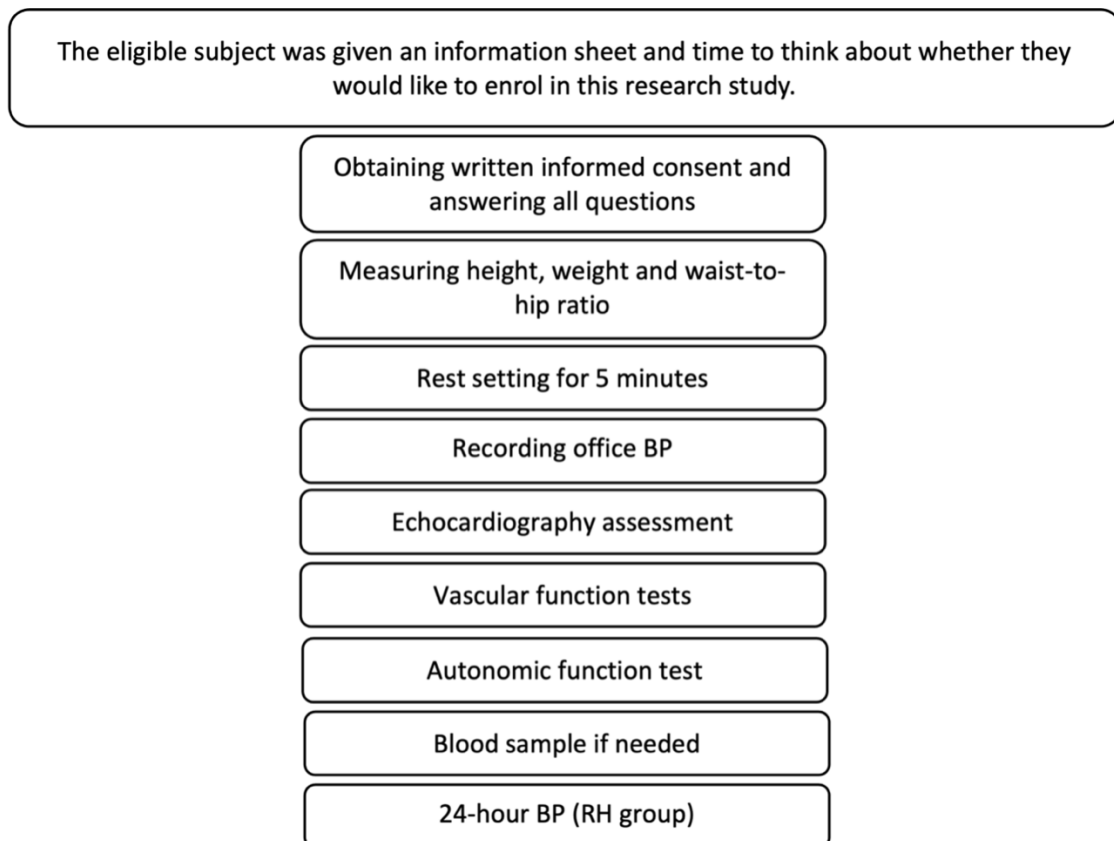 The eligible subject was given an information sheet and time to think about whether they
would like to enrol in this research study.
Obtaining written informed consent and
answering all questions
Measuring height, weight and waist-to-
hip ratio
Rest setting for 5 minutes
Recording office BP
Echocardiography assessment
Vascular function tests
Autonomic function test
Blood sample if needed
24-hour BP (RH group)